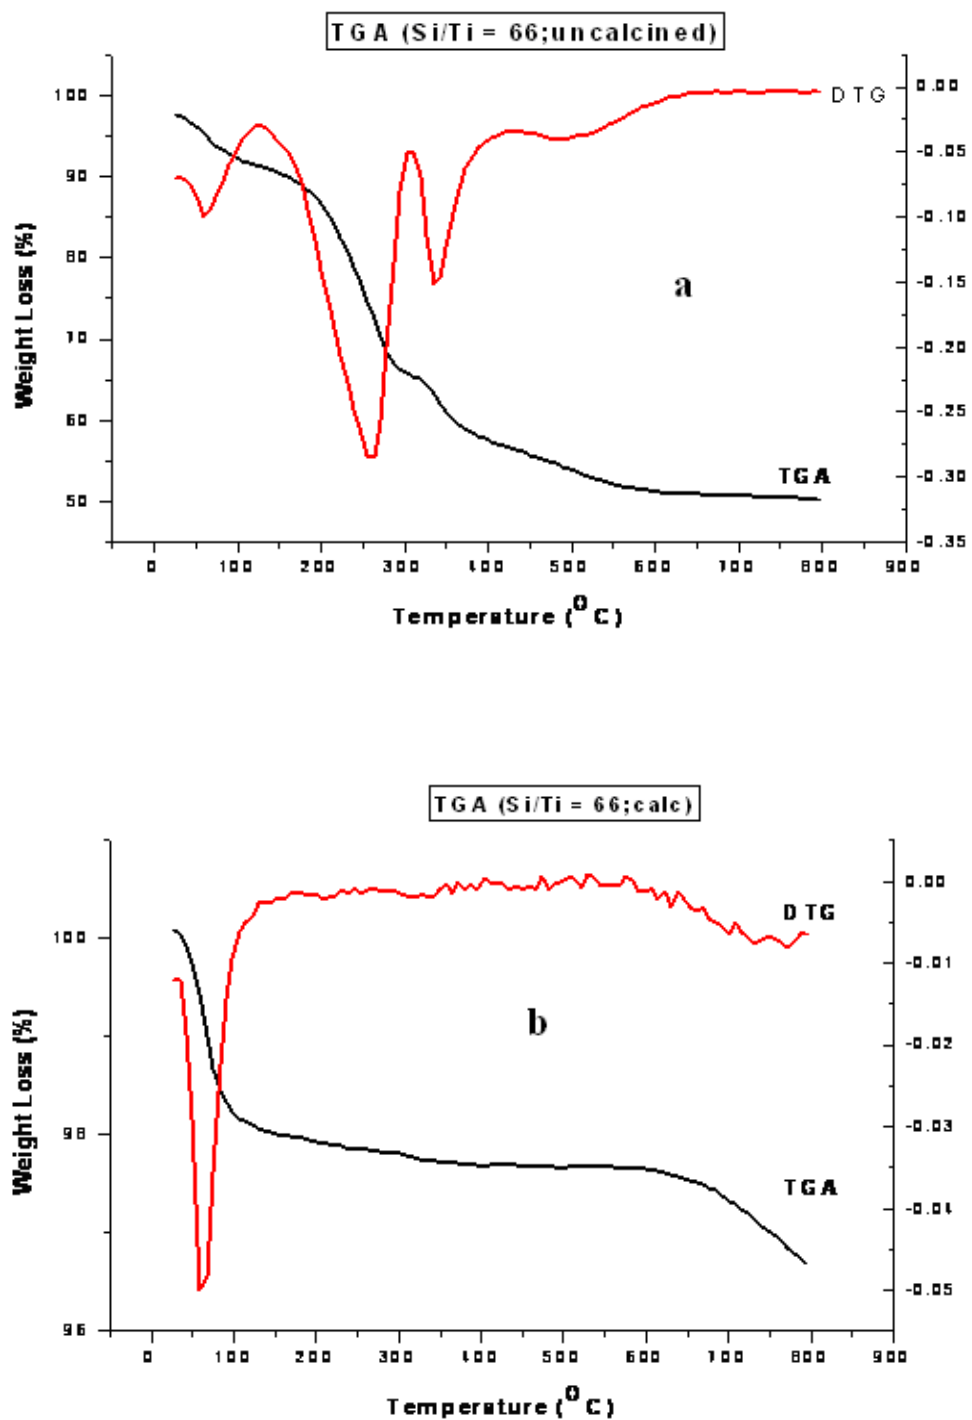 TGA (Si/Ti = 66;uncalcined)
100
90
80
70
60
50
Weight Loss (%)
0.00
-0.05
-0.10
-0.15
-0.20
-0.25
-0.30
-0.35
DTG
a
TGA
0 100 200 300 400 500 600 700 800 900
Temperature (⁰C)
TGA (Si/Ti = 66;calc)
100
98
96
Weight Loss (%)
0.00
-0.01
-0.02
-0.03
-0.04
-0.05
DTG
b
TGA
0 100 200 300 400 500 600 700 800 900
Temperature (⁰C)